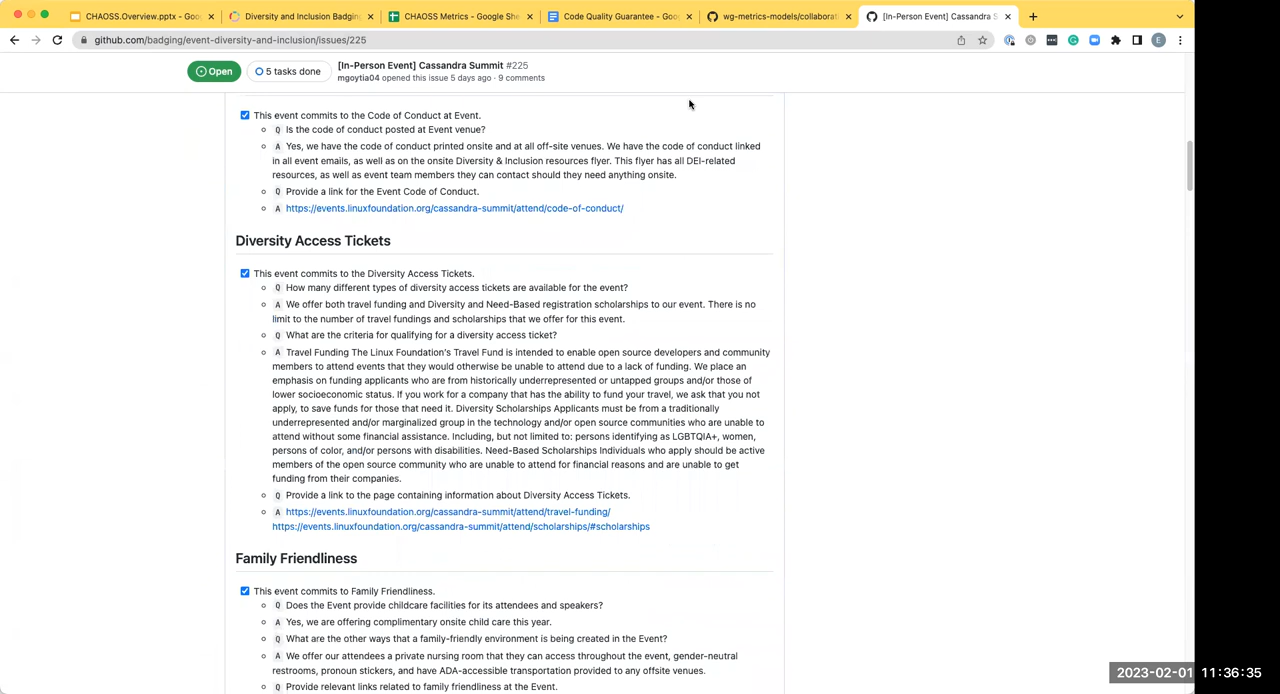 CHAOSS.Overview.pptx - Goo
Diversity and Inclusion Badging
CHAOSS Metrics - Google She
Code Quality Guarantee - Goo
wg-metrics-models/collaborat
[In-Person Event] Cassandra S
github.com/badging/event-diversity-and-inclusion/issues/225
E
Open
5 tasks done
[In-Person Event] Cassandra Summit #225
mgoytia04 opened this issue 5 days ago · 9 comments
This event commits to the Code of Conduct at Event.
Q Is the code of conduct posted at Event venue?
A Yes, we have the code of conduct printed onsite and at all off-site venues. We have the code of conduct linked
in all event emails, as well as on the onsite Diversity & Inclusion resources flyer. This flyer has all DEI-related
resources, as well as event team members they can contact should they need anything onsite.
Q Provide a link for the Event Code of Conduct.
A https://events.linuxfoundation.org/cassandra-summit/attend/code-of-conduct/
Diversity Access Tickets
This event commits to the Diversity Access Tickets.
Q How many different types of diversity access tickets are available for the event?
A We offer both travel funding and Diversity and Need-Based registration scholarships to our event. There is no
limit to the number of travel fundings and scholarships that we offer for this event.
Q What are the criteria for qualifying for a diversity access ticket?
A Travel Funding The Linux Foundation's Travel Fund is intended to enable open source developers and community
members to attend events that they would otherwise be unable to attend due to a lack of funding. We place an
emphasis on funding applicants who are from historically underrepresented or untapped groups and/or those of
lower socioeconomic status. If you work for a company that has the ability to fund your travel, we ask that you not
apply, to save funds for those that need it. Diversity Scholarships Applicants must be from a traditionally
underrepresented and/or marginalized group in the technology and/or open source communities who are unable to
attend without some financial assistance. Including, but not limited to: persons identifying as LGBTQIA+, women,
persons of color, and/or persons with disabilities. Need-Based Scholarships Individuals who apply should be active
members of the open source community who are unable to attend for financial reasons and are unable to get
funding from their companies.
Q Provide a link to the page containing information about Diversity Access Tickets.
A https://events.linuxfoundation.org/cassandra-summit/attend/travel-funding/
https://events.linuxfoundation.org/cassandra-summit/attend/scholarships/#scholarships
Family Friendliness
This event commits to Family Friendliness.
Q Does the Event provide childcare facilities for its attendees and speakers?
A Yes, we are offering complimentary onsite child care this year.
Q What are the other ways that a family-friendly environment is being created in the Event?
A We offer our attendees a private nursing room that they can access throughout the event, gender-neutral
restrooms, pronoun stickers, and have ADA-accessible transportation provided to any offsite venues.
Q Provide relevant links related to family friendliness at the Event.
2023-02-01 11:36:35